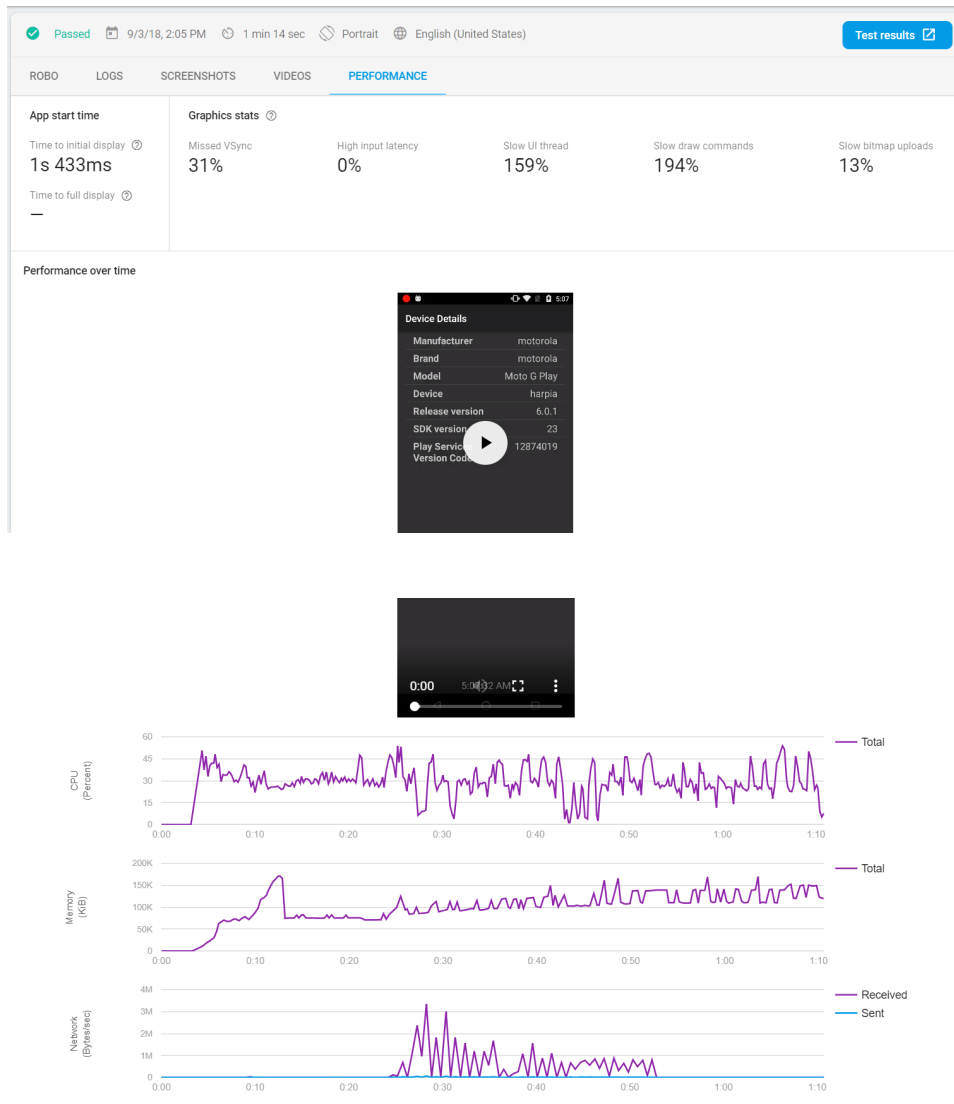 Passed 9/3/18, 2:05 PM 1 min 14 sec Portrait English (United States) Test results
ROBO LOGS SCREENSHOTS VIDEOS PERFORMANCE
App start time Graphics stats
Time to initial display Missed VSync High input latency Slow UI thread Slow draw commands Slow bitmap uploads
1s 433ms 31% 0% 159% 194% 13%
Time to full display
—
Performance over time
5:07
Device Details
Manufacturer motorola
Brand motorola
Model Moto G Play
Device harpia
Release version 6.0.1
SDK version 23
Play Service 12874019
Version Code
0:00 AM
60
45
30
15
0
CPU
(Percent)
Total
0:00 0:10 0:20 0:30 0:40 0:50 1:00 1:10
200K
150K
100K
50K
0
Memory
(KiB)
Total
0:00 0:10 0:20 0:30 0:40 0:50 1:00 1:10
4M
3M
2M
1M
0
Network
(Bytes/sec)
Received
Sent
0:00 0:10 0:20 0:30 0:40 0:50 1:00 1:10